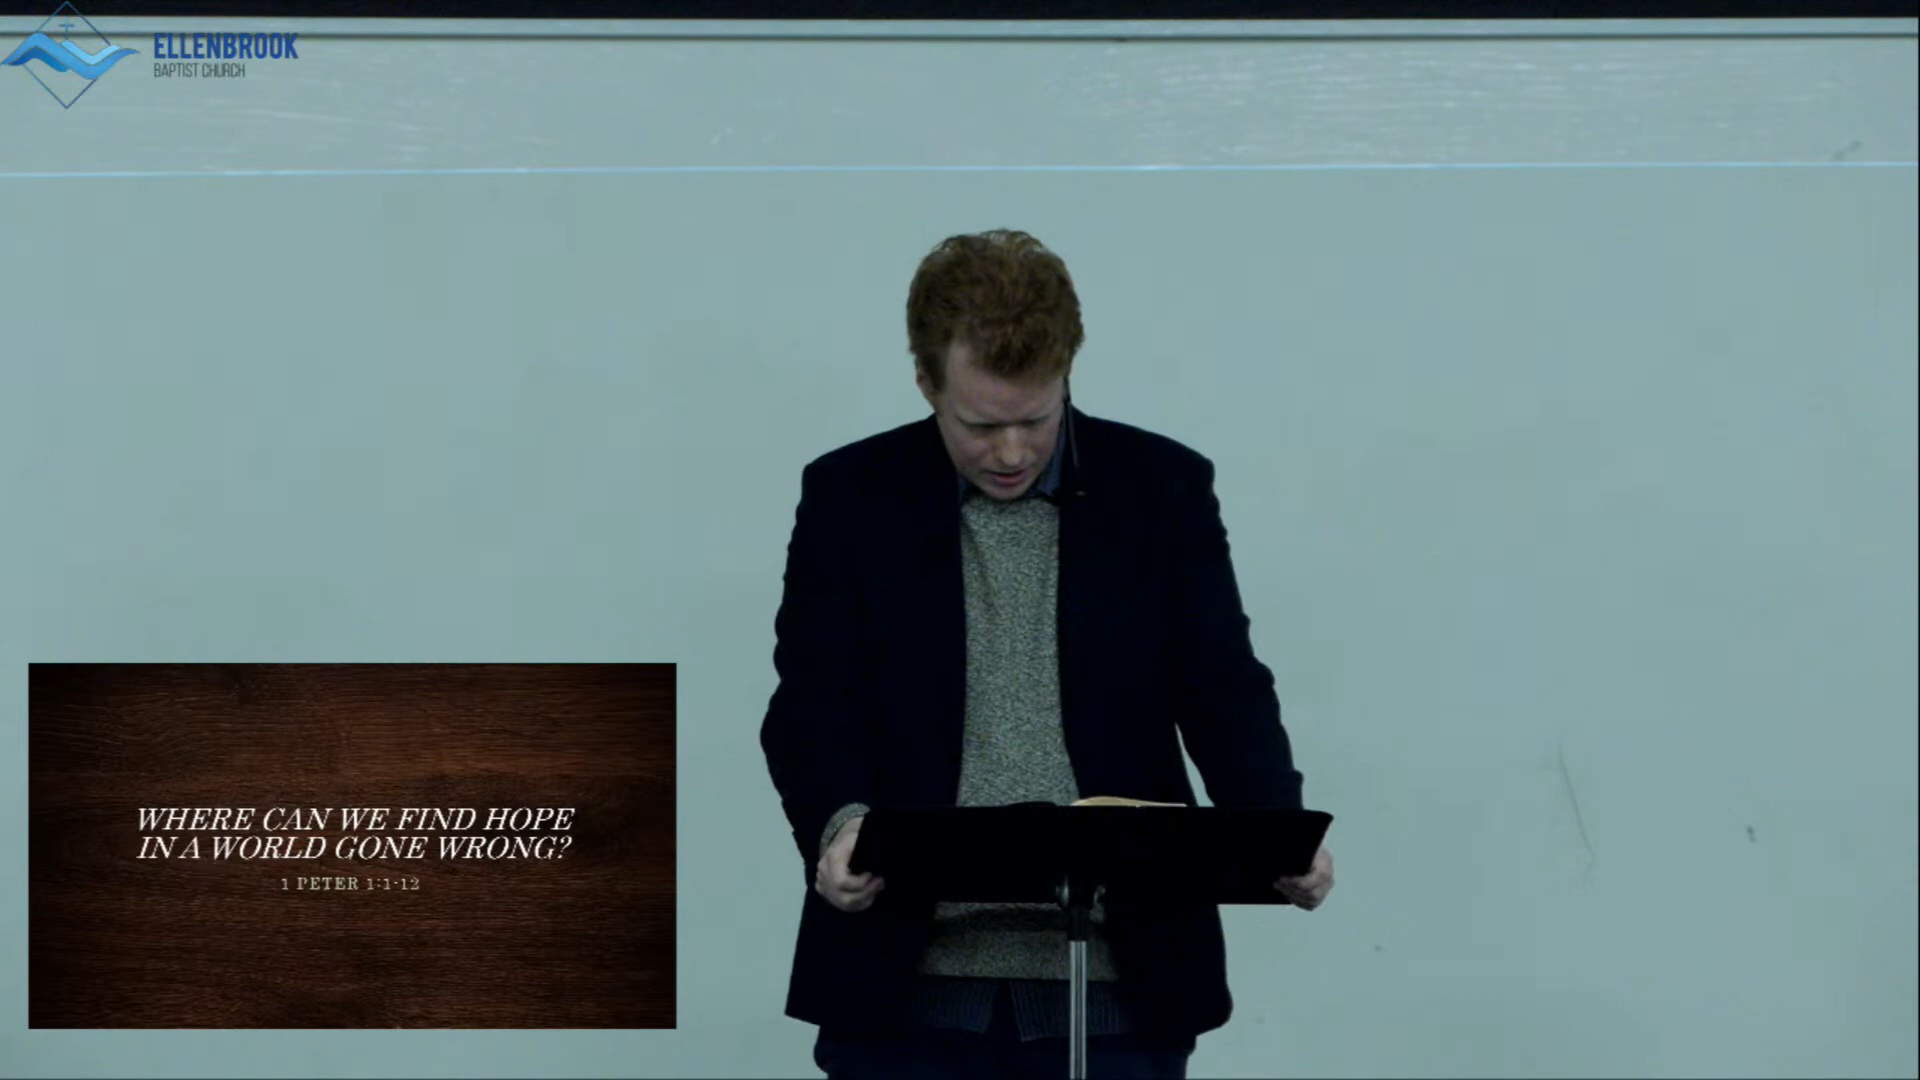 ELLENBROOK
BAPTIST CHURCH
WHERE CAN WE FIND HOPE
IN A WORLD GONE WRONG?
1 PETER 1:1-12